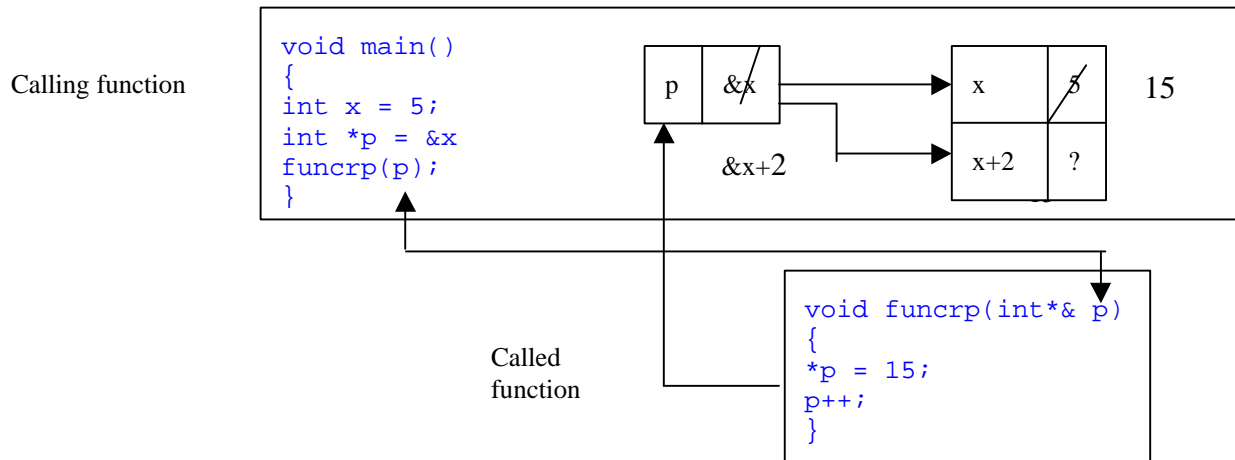 void main()
{
int x = 5;
int *p = &x
funcrp(p);
}
Calling function
p &x
x 5
15
&x+2
x+2 ?
void funcrp(int*& p)
{
*p = 15;
p++;
}
Called
function